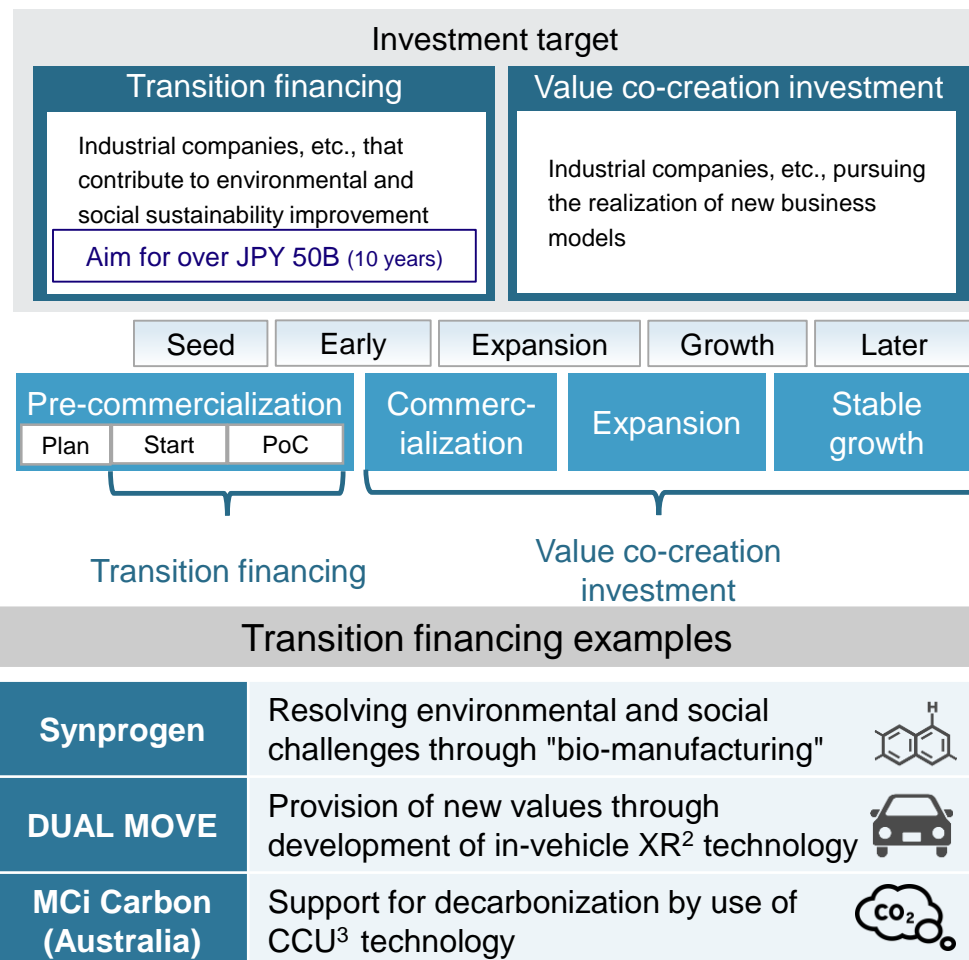 Investment target
Transition financing
Industrial companies, etc., that
contribute to environmental and
social sustainability improvement
Aim for over JPY 50B (10 years)
Value co-creation investment
Industrial companies, etc., pursuing
the realization of new business
models
Seed
Early
Expansion
Growth
Later
Pre-commercialization
Plan
Start
PoC
Commerc-
ialization
Expansion
Stable
growth
Transition financing
Value co-creation
investment
Transition financing examples
Synprogen
Resolving environmental and social
challenges through "bio-manufacturing"
H
DUAL MOVE
Provision of new values through
development of in-vehicle XR² technology
MCi Carbon
(Australia)
Support for decarbonization by use of
CCU³ technology
CO₂